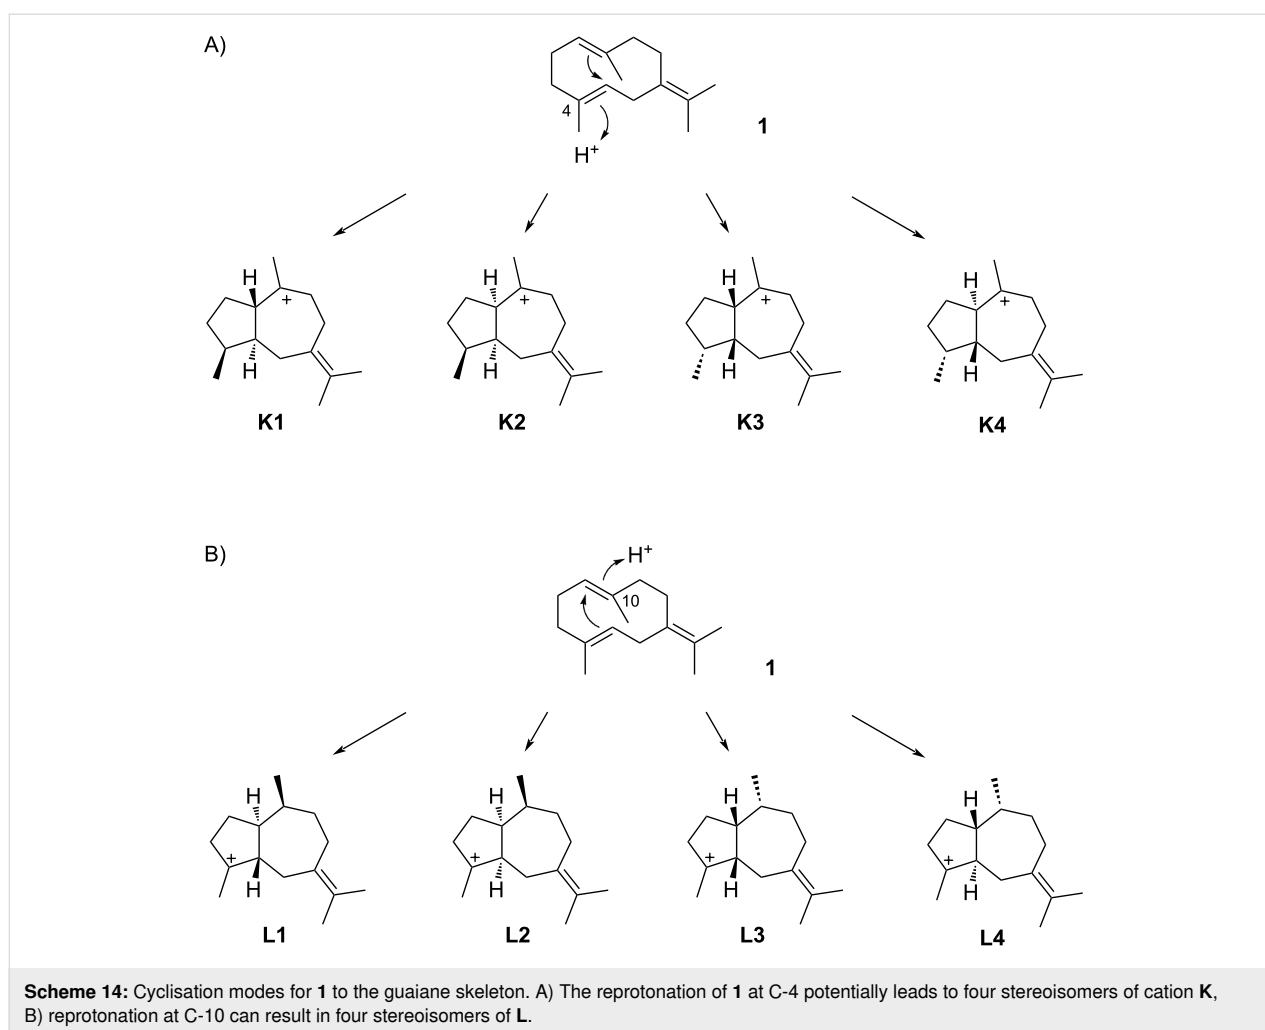 A)
4
1
H+
H H H H
+ + + +
H H H H
K1 K2 K3 K4
B)
H+
10
1
H H H H
+ + + +
H H H H
L1 L2 L3 L4
Scheme 14: Cyclisation modes for 1 to the guaiane skeleton. A) The reprotonation of 1 at C-4 potentially leads to four stereoisomers of cation K,
B) reprotonation at C-10 can result in four stereoisomers of L.